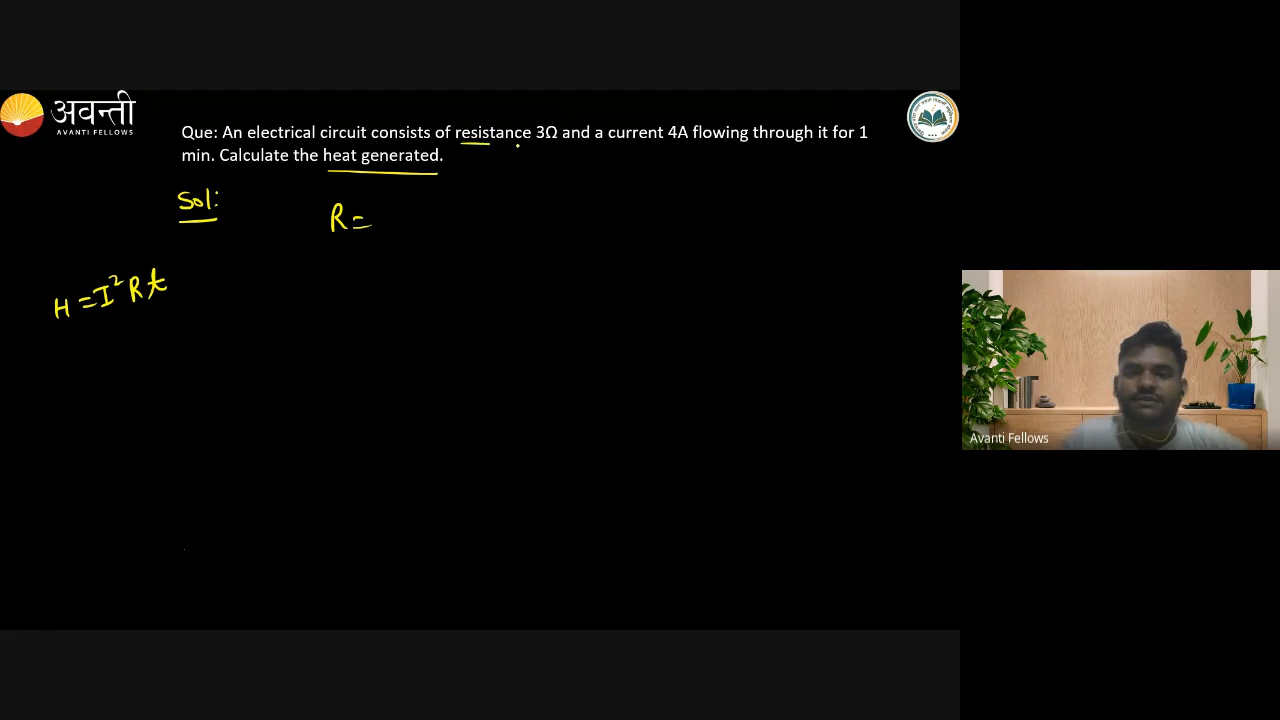 अवन्ती
AVANTI FELLOWS
Que: An electrical circuit consists of resistance 3Ω and a current 4A flowing through it for 1
min. Calculate the heat generated.
Sol:
R =
H = I² R t
Avanti Fellows